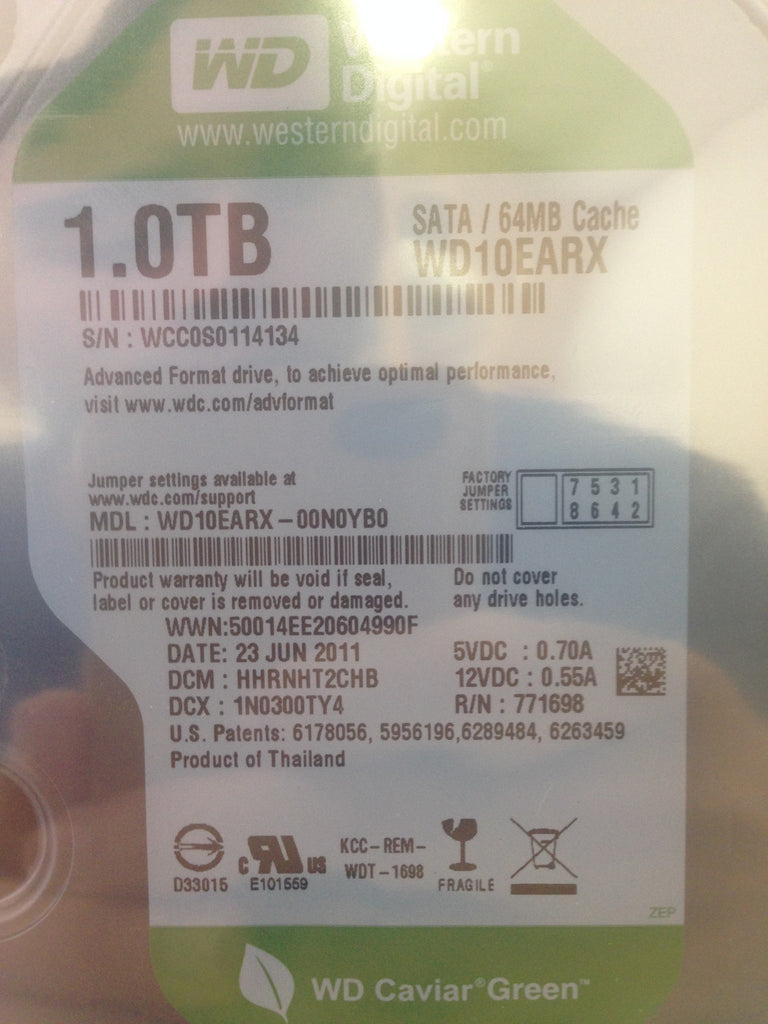 WD Western
Digital®
www.westerndigital.com
1.0TB
SATA / 64MB Cache
WD10EARX
S/N : WCC0S0114134
Advanced Format drive, to achieve optimal performance,
visit www.wdc.com/advformat
Jumper settings available at
www.wdc.com/support
FACTORY
JUMPER
SETTINGS
7 5 3 1
8 6 4 2
MDL : WD10EARX-00N0YB0
Product warranty will be void if seal,
label or cover is removed or damaged.
Do not cover
any drive holes.
WWN:50014EE20604990F
DATE: 23 JUN 2011
DCM : HHRNHT2CHB
DCX : 1N0300TY4
5VDC : 0.70A
12VDC : 0.55A
R/N : 771698
U.S. Patents: 6178056, 5956196,6289484, 6263459
Product of Thailand
D33015
c RU us
E101559
KCC-REM-
WDT-1698
FRAGILE
ZEP
WD Caviar®Green™